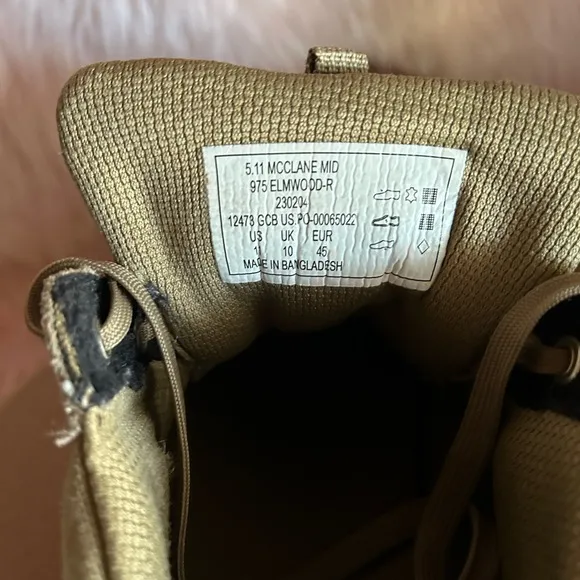 5.11 MCCLANE MID
975 ELMWOOD-R
230204
12473 GCB US PO-00065022
US UK EUR
11 10 45
MADE IN BANGLADESH